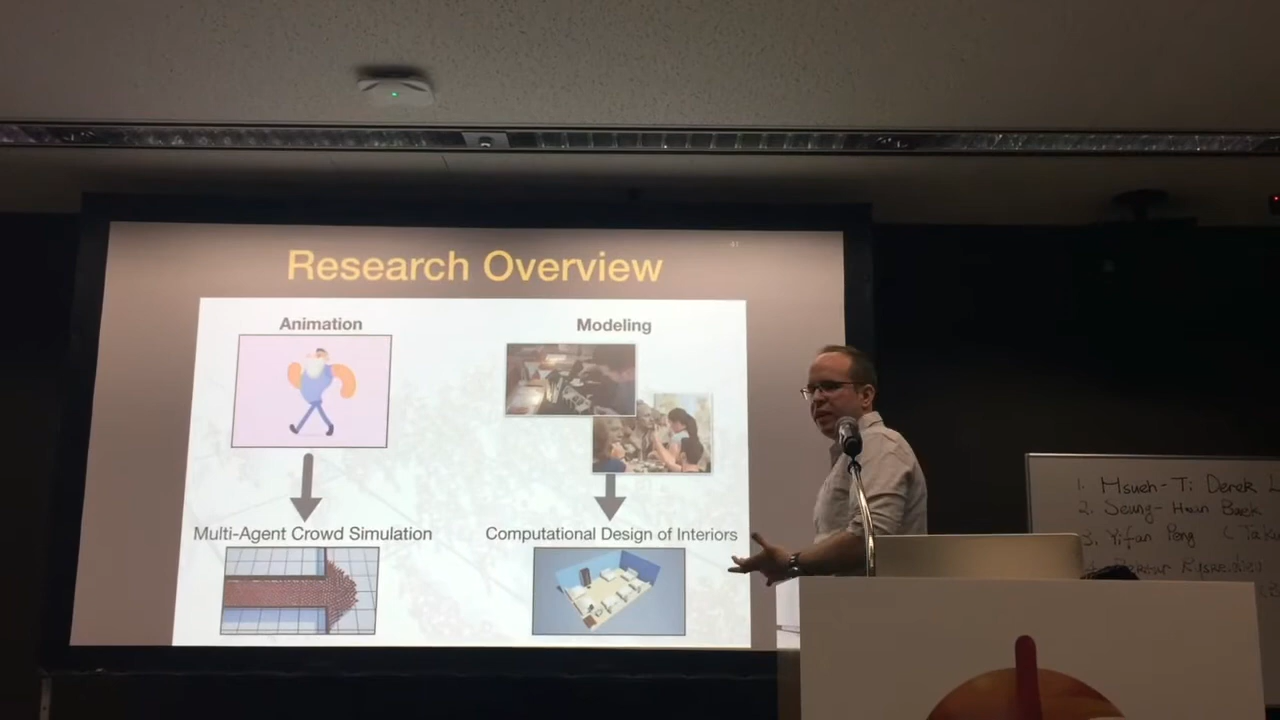 41
Research Overview
Animation
Modeling
Multi-Agent Crowd Simulation
Computational Design of Interiors
1. Hsueh-Ti Derek
2. Seung-Hwan Baek
3. Yifan Peng